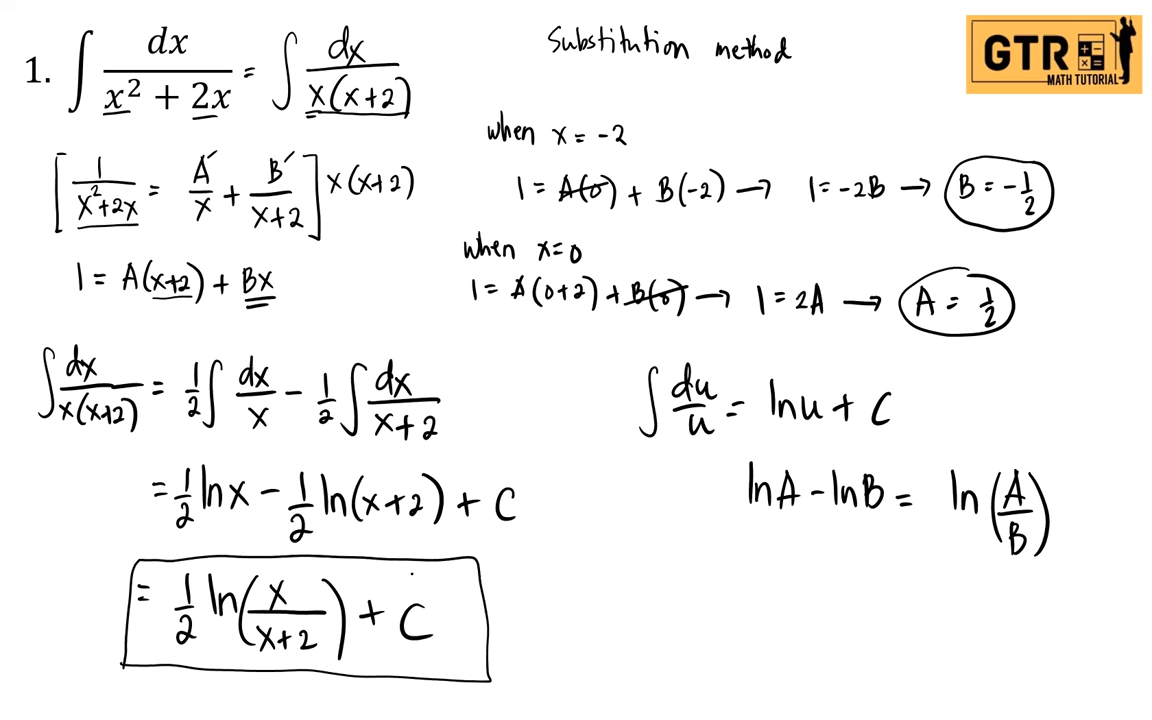 1. ∫ dx/(x² + 2x) = ∫ dx/(x(x+2))
[1/(x²+2x) = A/x + B/(x+2)] x(x+2)
1 = A(x+2) + Bx
Substitution method
GTR
MATH TUTORIAL
when x = -2
1 = A(0) + B(-2) → 1 = -2B → B = -1/2
when x=0
1 = A(0+2) + B(0) → 1 = 2A → A = 1/2
∫ dx/(x(x+2)) = 1/2 ∫ dx/x - 1/2 ∫ dx/(x+2)
= 1/2 ln x - 1/2 ln(x+2) + C
= 1/2 ln(x/(x+2)) + C
∫ du/u = ln u + C
ln A - ln B = ln(A/B)